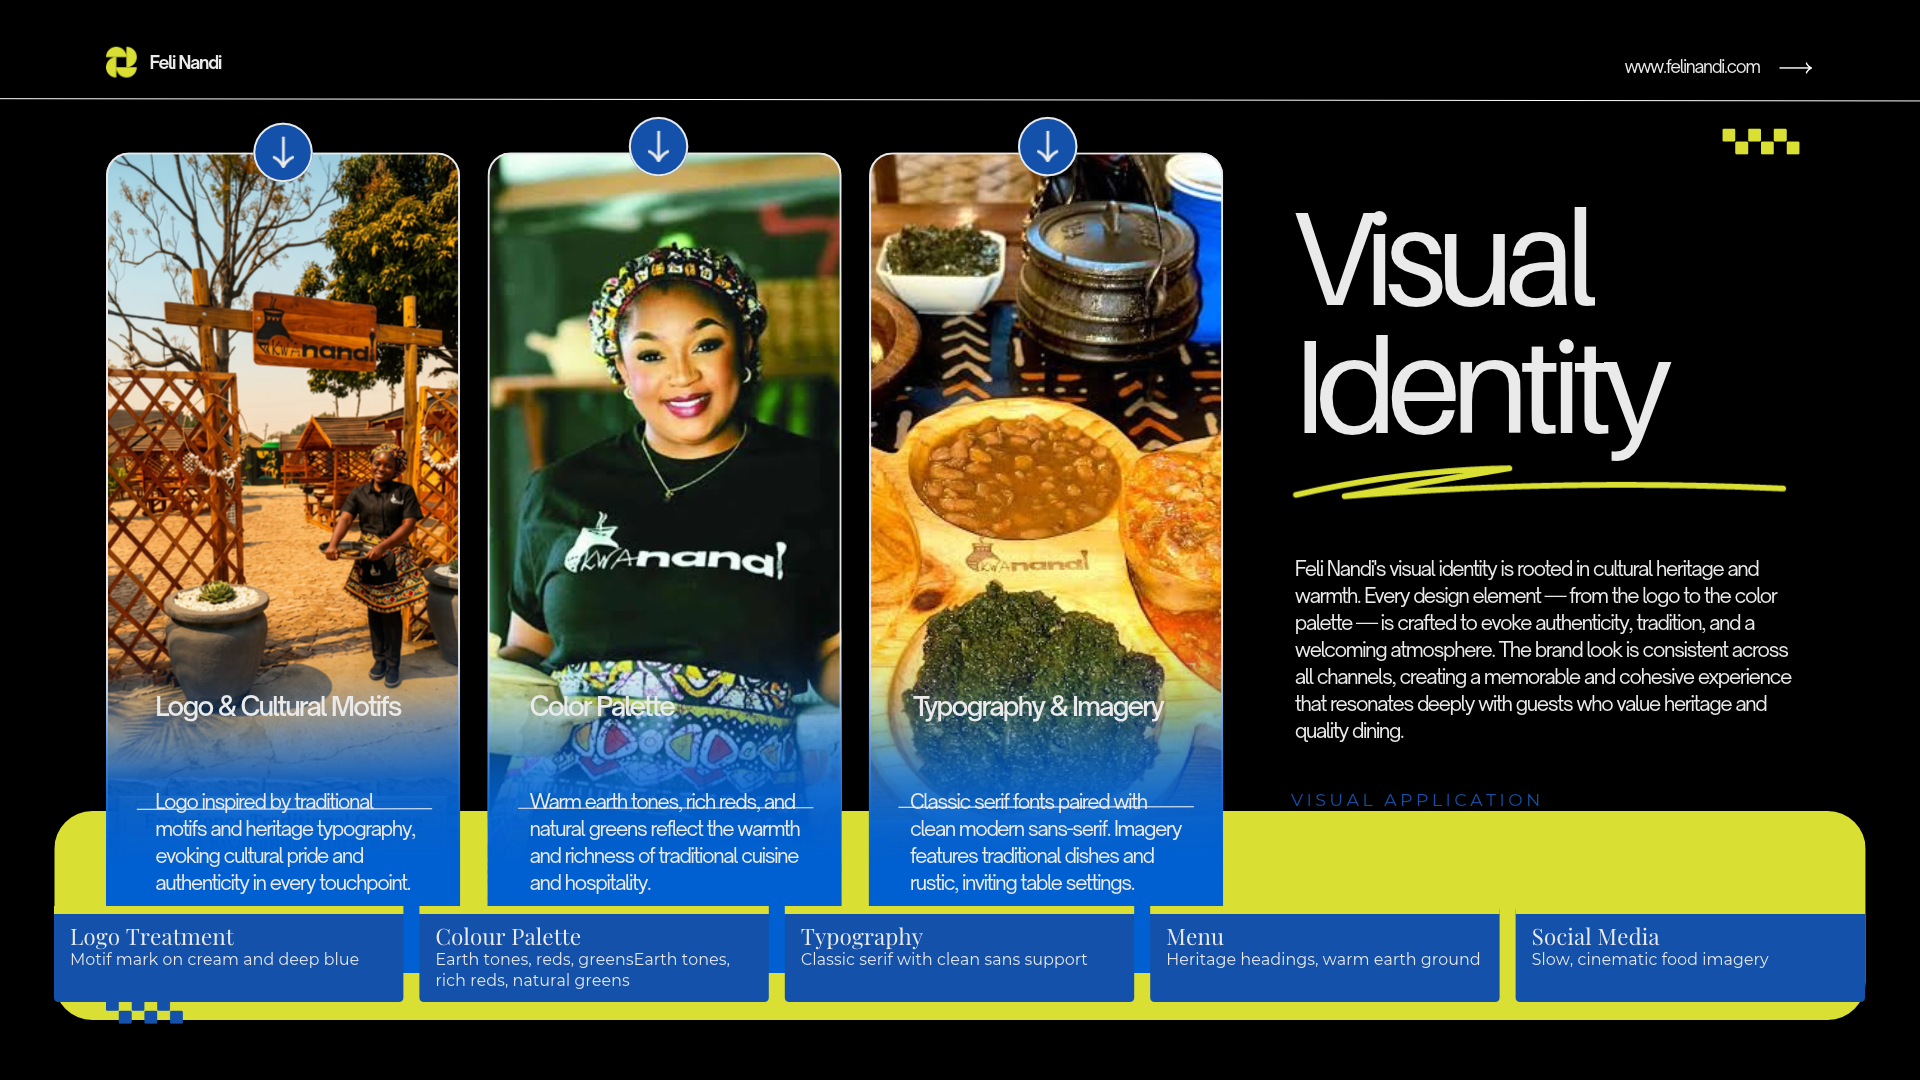 Feli Nandi
www.felinandi.com
KWAnandi
KWAnandi
KWAnandi
Visual
Identity
Feli Nandi's visual identity is rooted in cultural heritage and
warmth. Every design element — from the logo to the color
palette — is crafted to evoke authenticity, tradition, and a
welcoming atmosphere. The brand look is consistent across
all channels, creating a memorable and cohesive experience
that resonates deeply with guests who value heritage and
quality dining.
Logo & Cultural Motifs
Logo inspired by traditional
motifs and heritage typography,
evoking cultural pride and
authenticity in every touchpoint.
Color Palette
Warm earth tones, rich reds, and
natural greens reflect the warmth
and richness of traditional cuisine
and hospitality.
Typography & Imagery
Classic serif fonts paired with
clean modern sans-serif. Imagery
features traditional dishes and
rustic, inviting table settings.
VISUAL APPLICATION
Logo Treatment
Motif mark on cream and deep blue
Colour Palette
Earth tones, reds, greensEarth tones,
rich reds, natural greens
Typography
Classic serif with clean sans support
Menu
Heritage headings, warm earth ground
Social Media
Slow, cinematic food imagery